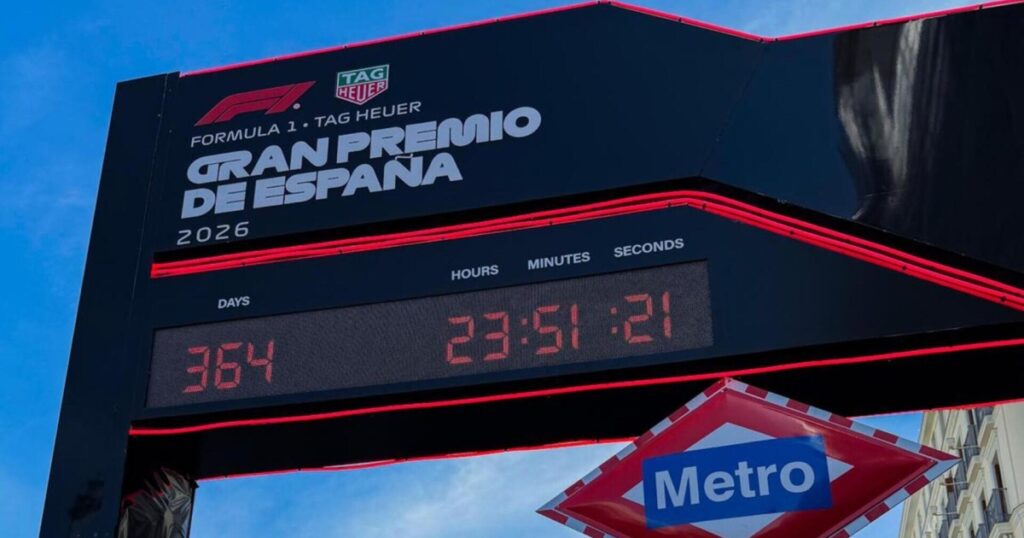 TAG
HEUER
FORMULA 1 • TAG HEUER
GRAN PREMIO
DE ESPAÑA
2026
DAYS
HOURS
MINUTES
SECONDS
364
23:51:21
Metro